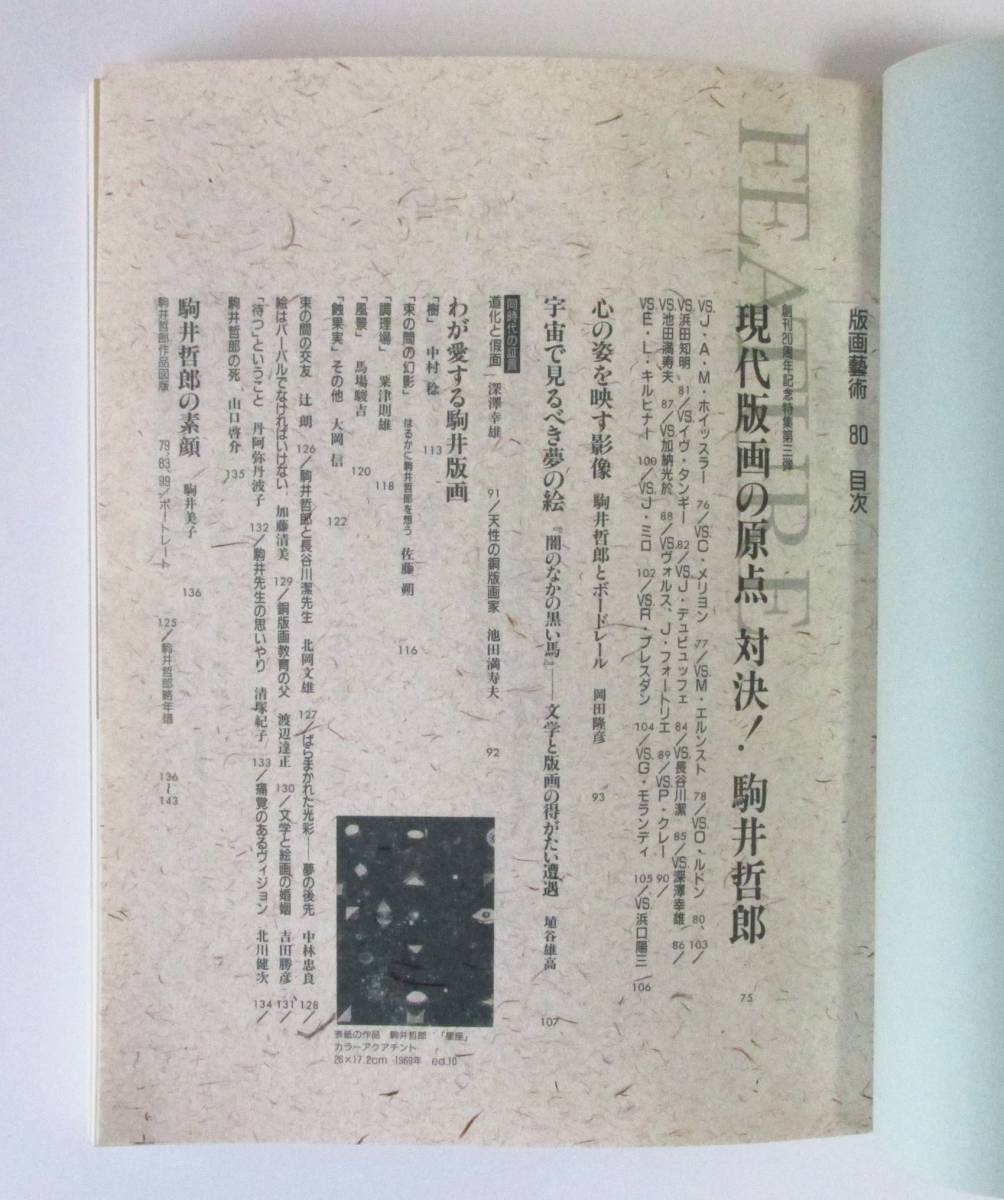 版画藝術 80 目次
FEATURE
創刊20周年記念特集第三弾
現代版画の原点 対決!・駒井哲郎 75
VS.J・A・M・ホイッスラー 76/VS.C・メリヨン 77/VS.M・エルンスト 78/VS.O・ルドン 80、103/
VS.浜田知明 81/VS.イヴ・タンギー 82/VS.J・デュビュッフェ 84/VS.長谷川潔 85/VS.深澤幸雄 86/
VS.池田満寿夫 87/VS.加納光於 88/VS.ヴォルス、J・フォートリエ 89/VS.P・クレー 90/
VS.E・L・キルヒナー 100/VS.J・ミロ 102/VS.R・ブレスダン 104/VS.G・モランディ 105/VS.浜口陽三 106
心の姿を映す影像 駒井哲郎とボードレール 岡田隆彦 93
宇宙で見るべき夢の絵 『闇のなかの黒い馬』——文学と版画の得がたい遭遇 埴谷雄高 107
同時代の証言
道化と仮面 深澤幸雄 91/天性の銅版画家 池田満寿夫 92
わが愛する駒井版画
「樹」 中村稔 113
「束の間の幻影」 はるかに駒井哲郎を想う 佐藤朔 116
「調理場」 粟津則雄 118
「風景」 馬場駿吉 120
「蝕果実」その他 大岡信 122
束の間の交友 辻朗 126/駒井哲郎と長谷川潔先生 北岡文雄 127/ばらまかれた光彩——夢の後先 中林忠良 128/
絵はバーバルでなければいけない 加藤清美 129/銅版画教育の父 渡辺達正 130/文学と絵画の婚姻 吉田勝彦 131/
「待つ」ということ 丹阿弥丹波子 132/駒井先生の思いやり 清塚紀子 133/痛覚のあるヴィジョン 北川健次 134/
駒井哲郎の死 山口啓介 135
駒井哲郎の素顔 駒井美子 136
駒井哲郎作品図版 79、83、99/ポートレート 125/駒井哲郎略年譜 136〜143
表紙の作品 駒井哲郎 「星座」
カラーアクアチント
26×17.2cm 1969年 ed.10